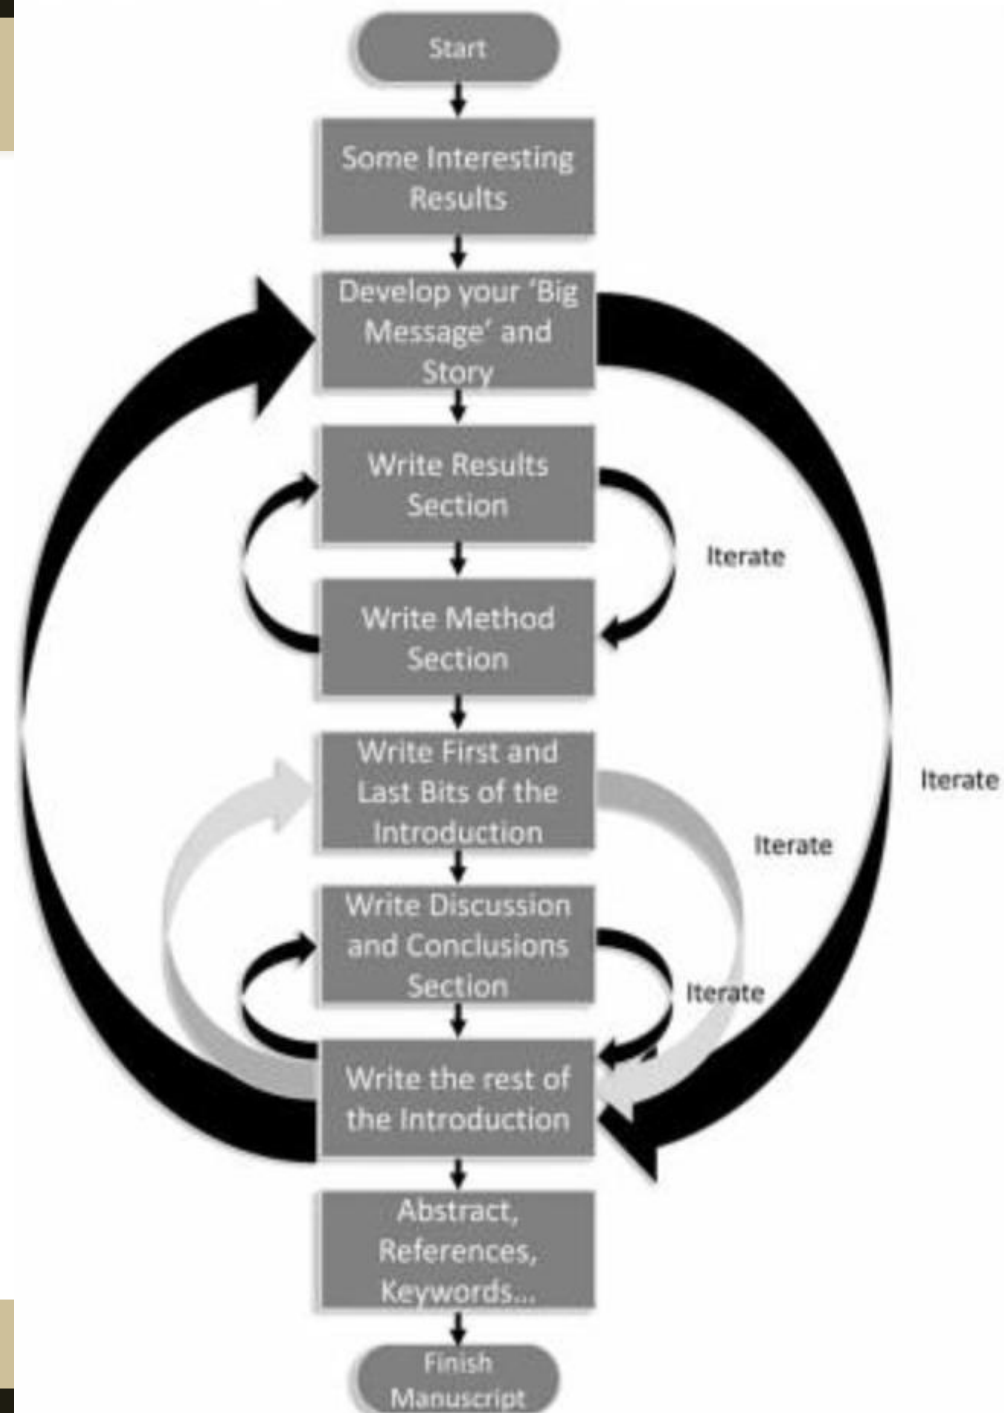 Start
Some Interesting
Results
Develop your ‘Big
Message’ and
Story
Write Results
Section
Iterate
Write Method
Section
Write First and
Last Bits of the
Introduction
Iterate
Iterate
Write Discussion
and Conclusions
Section
Iterate
Write the rest of
the Introduction
Abstract,
References,
Keywords...
Finish
Manuscript